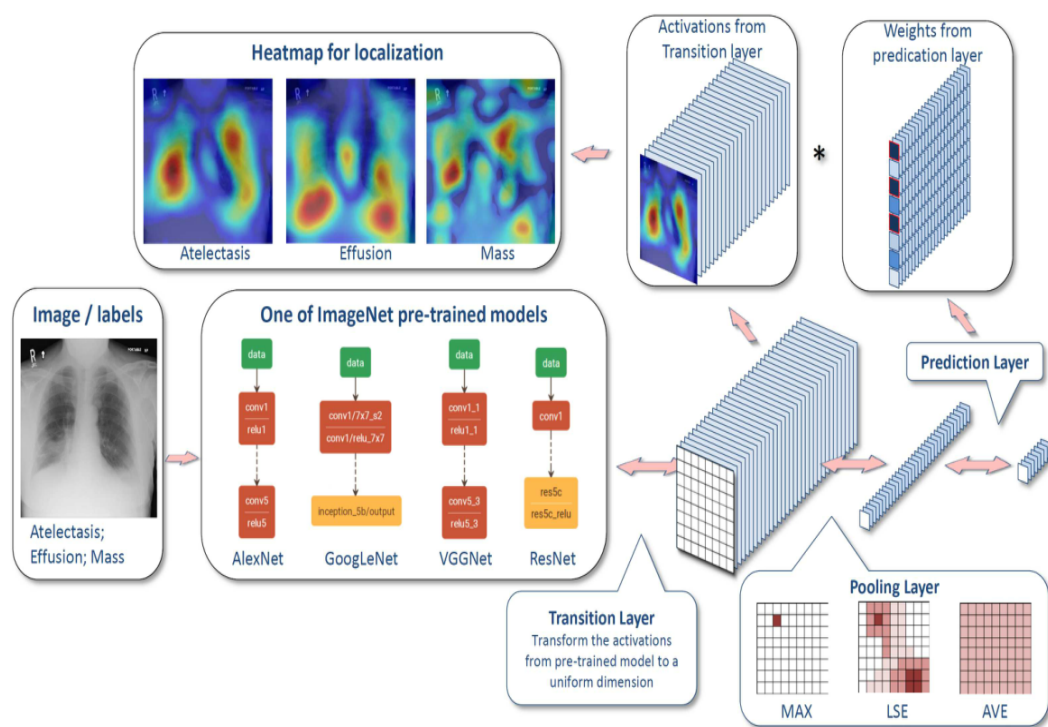 Heatmap for localization
R
Atelectasis
Effusion
Mass
Activations from
Transition layer
*
Weights from
predication layer
Image / labels
R
PORTABLE
Atelectasis;
Effusion; Mass
One of ImageNet pre-trained models
data
conv1
relu1
conv5
relu5
AlexNet
data
conv1/7x7_s2
conv1/relu_7x7
inception_5b/output
GoogLeNet
data
conv1_1
relu1_1
conv5_3
relu5_3
VGGNet
data
conv1
res5c
res5c_relu
ResNet
Prediction Layer
Transition Layer
Transform the activations
from pre-trained model to a
uniform dimension
Pooling Layer
MAX
LSE
AVE